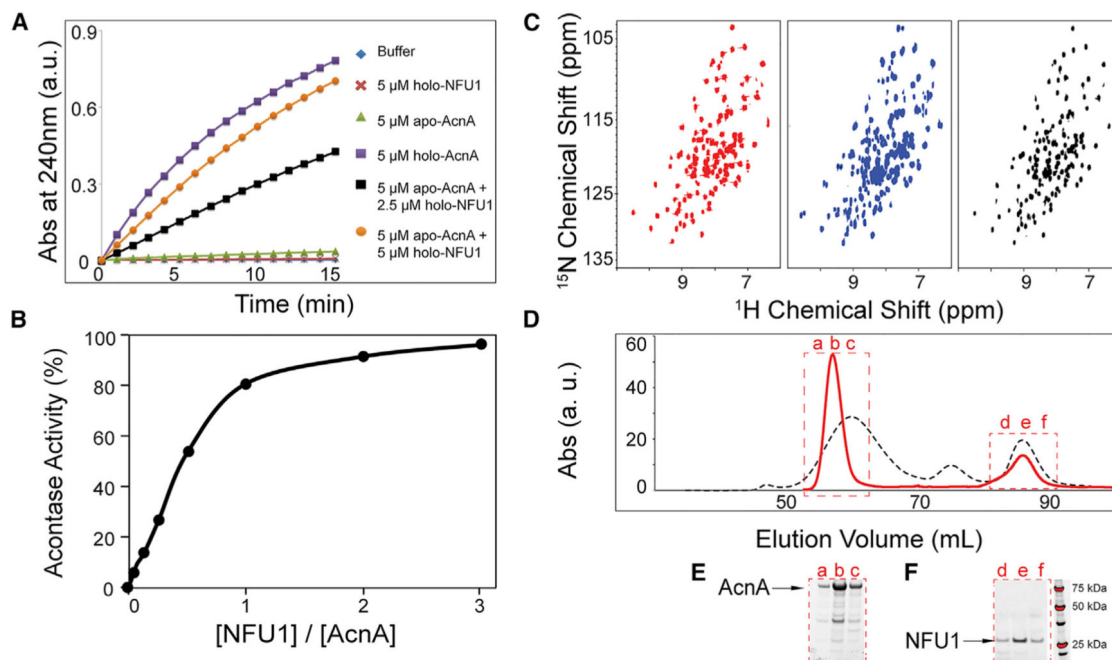 A
0.9
0.6
0.3
0
Abs at 240nm (a.u.)
0 5 10 15
Time (min)
Buffer
5 µM holo-NFU1
5 µM apo-AcnA
5 µM holo-AcnA
5 µM apo-AcnA +
2.5 µM holo-NFU1
5 µM apo-AcnA +
5 µM holo-NFU1
B
100
80
60
40
20
0
Acontase Activity (%)
0 1 2 3
[NFU1] / [AcnA]
C
105
115
125
135
15N Chemical Shift (ppm)
9 7 9 7 9 7
1H Chemical Shift (ppm)
D
60
40
20
0
Abs (a. u.)
a b c
d e f
50 70 90
Elution Volume (mL)
E
a b c
AcnA
F
d e f
NFU1
75 kDa
50 kDa
25 kDa